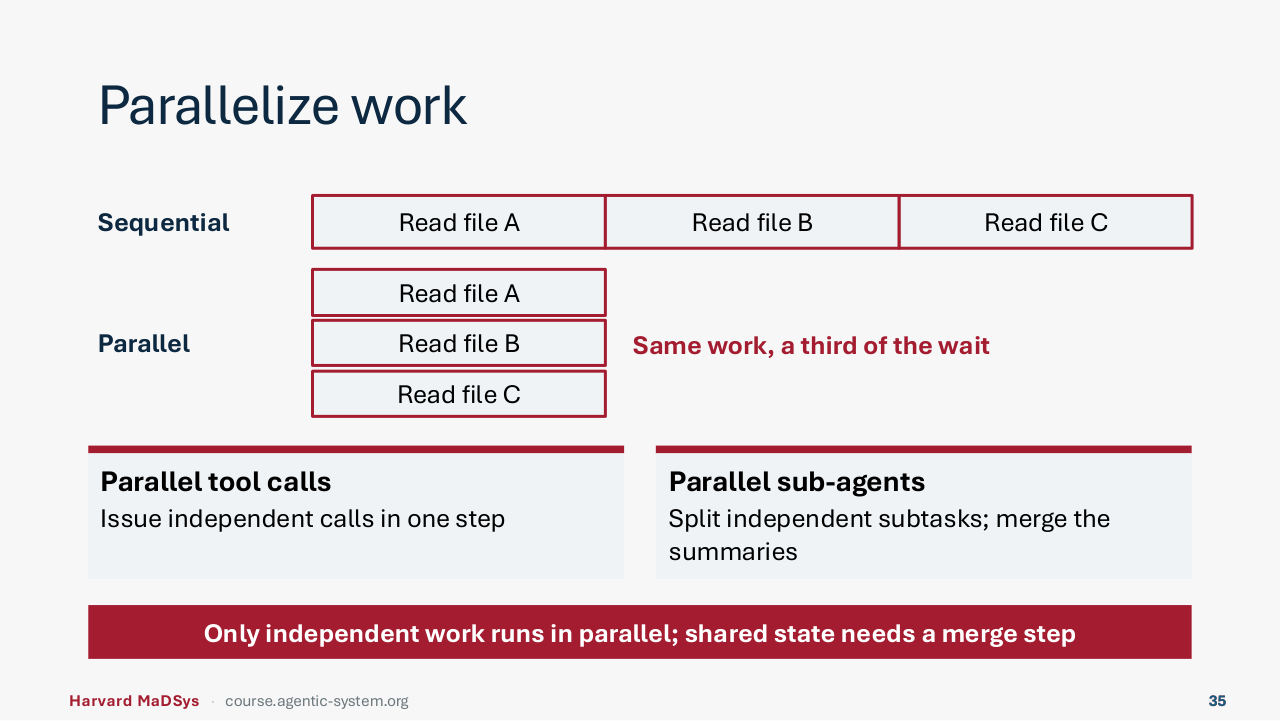 Parallelize work
Sequential
Read file A
Read file B
Read file C
Parallel
Read file A
Read file B
Read file C
Same work, a third of the wait
Parallel tool calls
Issue independent calls in one step
Parallel sub-agents
Split independent subtasks; merge the
summaries
Only independent work runs in parallel; shared state needs a merge step
Harvard MaDSys · course.agentic-system.org
35